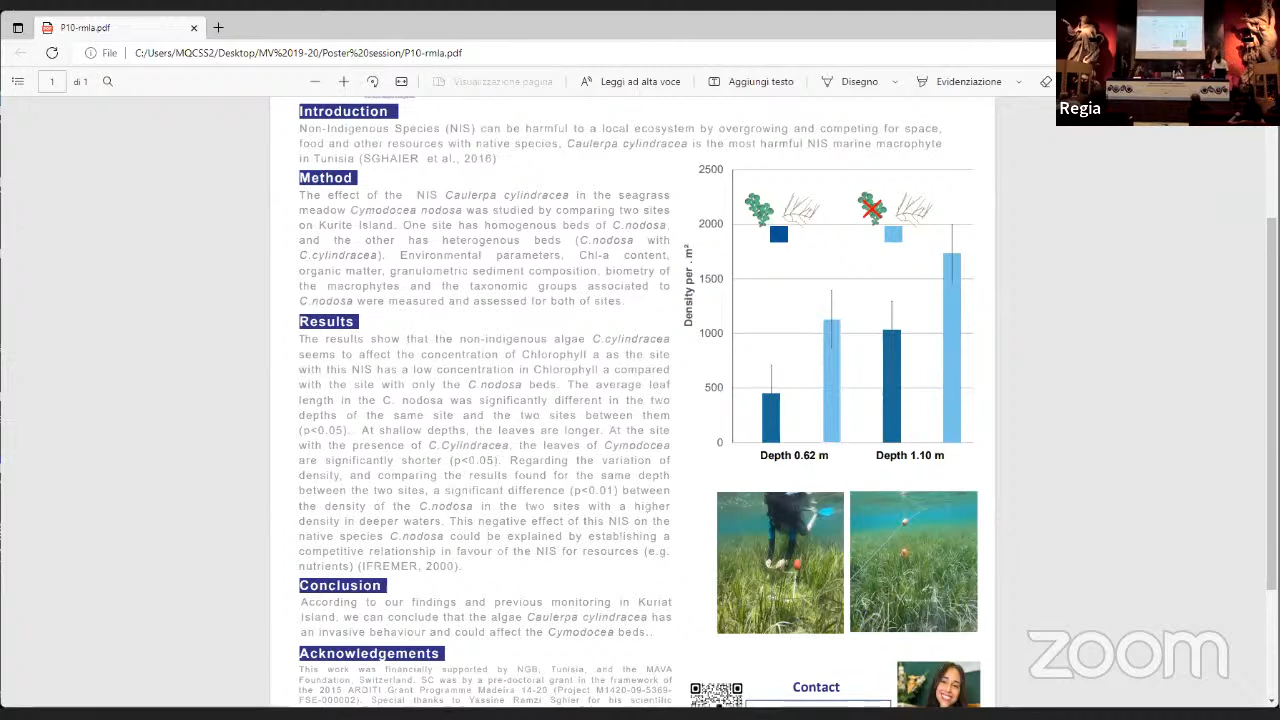 P10-rmla.pdf
File
C:/Users/MQCSS2/Desktop/MV%2019-20/Poster%20session/P10-rmla.pdf
1 di 1
Visualizzazione pagina
Leggi ad alta voce
Aggiungi testo
Disegno
Evidenziazione
Regia
Introduction
Non-Indigenous Species (NIS) can be harmful to a local ecosystem by overgrowing and competing for space,
food and other resources with native species, Caulerpa cylindracea is the most harmful NIS marine macrophyte
in Tunisia (SGHAIER et al., 2016)
Method
The effect of the NIS Caulerpa cylindracea in the seagrass
meadow Cymodocea nodosa was studied by comparing two sites
on Kurite Island. One site has homogenous beds of C.nodosa,
and the other has heterogenous beds (C.nodosa with
C.cylindracea). Environmental parameters, Chl-a content,
organic matter, granulometric sediment composition, biometry of
the macrophytes and the taxonomic groups associated to
C.nodosa were measured and assessed for both of sites.
Results
The results show that the non-indigenous algae C.cylindracea
seems to affect the concentration of Chlorophyll a as the site
with this NIS has a low concentration in Chlorophyll a compared
with the site with only the C.nodosa beds. The average leaf
length in the C. nodosa was significantly different in the two
depths of the same site and the two sites between them
(p<0.05). At shallow depths, the leaves are longer. At the site
with the presence of C.Cylindracea, the leaves of Cymodocea
are significantly shorter (p<0.05). Regarding the variation of
density, and comparing the results found for the same depth
between the two sites, a significant difference (p<0.01) between
the density of the C.nodosa in the two sites with a higher
density in deeper waters. This negative effect of this NIS on the
native species C.nodosa could be explained by establishing a
competitive relationship in favour of the NIS for resources (e.g.
nutrients) (IFREMER, 2000).
Conclusion
According to our findings and previous monitoring in Kuriat
Island, we can conclude that the algae Caulerpa cylindracea has
an invasive behaviour and could affect the Cymodocea beds..
Acknowledgements
This work was financially supported by NGB, Tunisia, and the MAVA
Foundation, Switzerland. SC was by a pre-doctoral grant in the framework of
the 2015 ARDITI Grant Programme Madeira 14-20 (Project M1420-09-5369-
FSE-000002). Special thanks to Yassine Ramzi Sghier for his scientific
2500
2000
1500
1000
500
0
Density per . m²
Depth 0.62 m
Depth 1.10 m
Contact
zoom